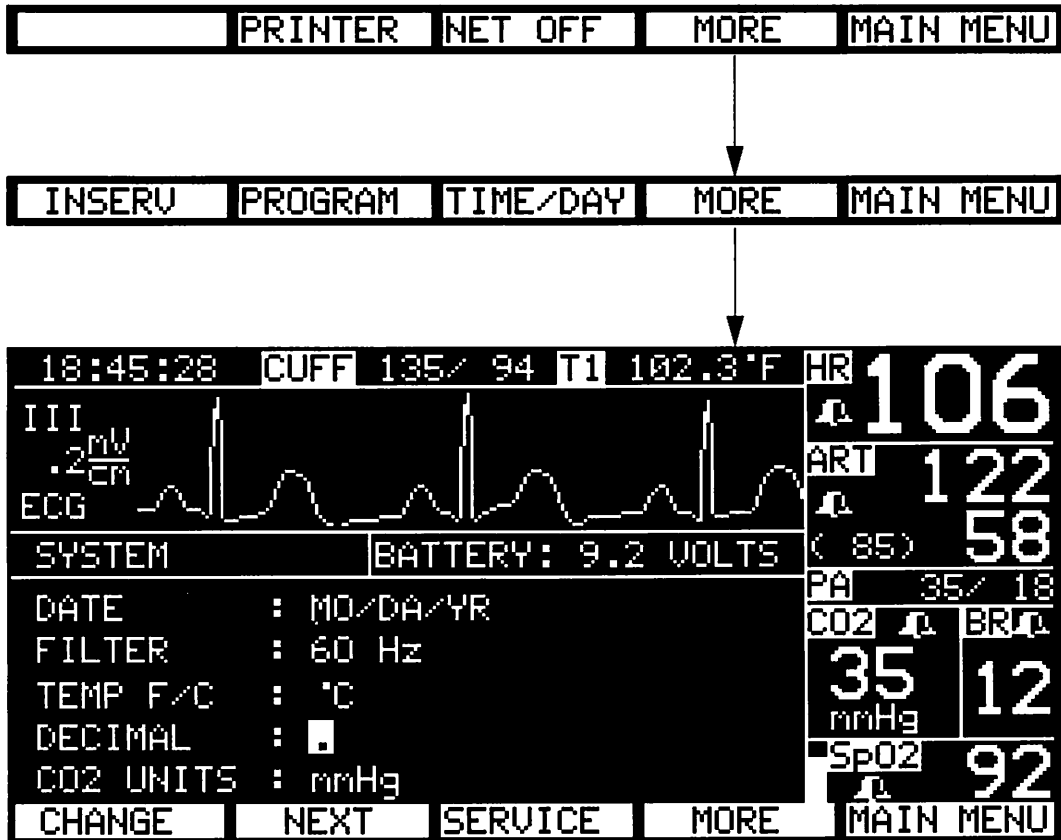 PRINTER NET OFF MORE MAIN MENU
INSERV PROGRAM TIME/DAY MORE MAIN MENU
18:45:28 CUFF 135/ 94 T1 102.3°F
III
.2 mV/cm
ECG
HR
106
ART
122
58
( 85)
SYSTEM BATTERY: 9.2 VOLTS
PA 35/ 18
DATE : MO/DA/YR
FILTER : 60 Hz
TEMP F/C : °C
DECIMAL : .
CO2 UNITS : mmHg
CO2 BR
35 12
mmHg
SpO2 92
CHANGE NEXT SERVICE MORE MAIN MENU